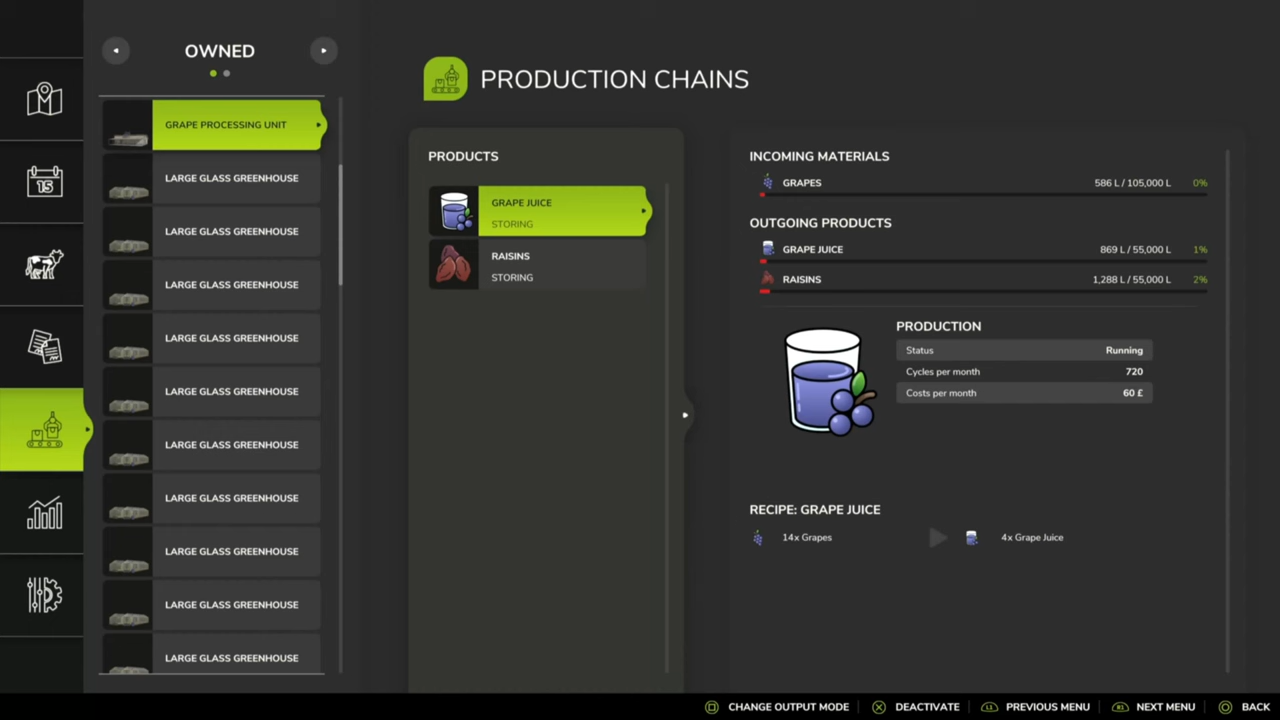 OWNED
GRAPE PROCESSING UNIT
LARGE GLASS GREENHOUSE
LARGE GLASS GREENHOUSE
LARGE GLASS GREENHOUSE
LARGE GLASS GREENHOUSE
LARGE GLASS GREENHOUSE
LARGE GLASS GREENHOUSE
LARGE GLASS GREENHOUSE
LARGE GLASS GREENHOUSE
LARGE GLASS GREENHOUSE
LARGE GLASS GREENHOUSE
15
PRODUCTION CHAINS
PRODUCTS
GRAPE JUICE
STORING
RAISINS
STORING
INCOMING MATERIALS
GRAPES 586 L / 105,000 L 0%
OUTGOING PRODUCTS
GRAPE JUICE 869 L / 55,000 L 1%
RAISINS 1,288 L / 55,000 L 2%
PRODUCTION
Status Running
Cycles per month 720
Costs per month 60 £
RECIPE: GRAPE JUICE
14x Grapes 4x Grape Juice
CHANGE OUTPUT MODE DEACTIVATE L1 PREVIOUS MENU R1 NEXT MENU BACK